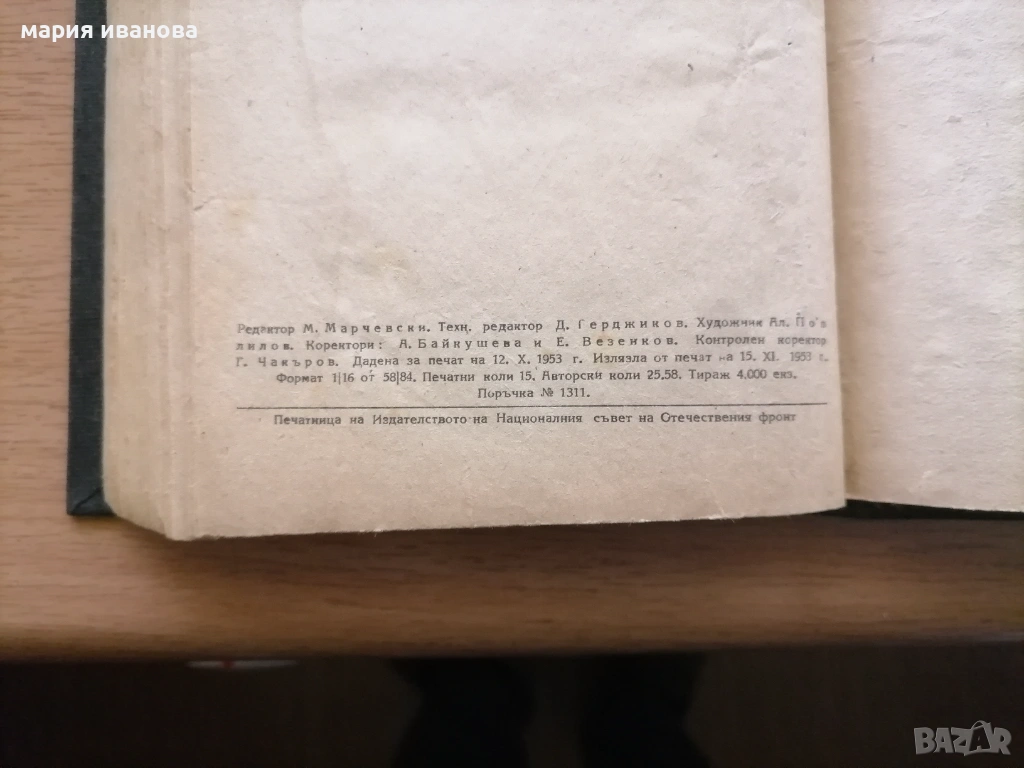 мария иванова
Редактор М. Марчевски. Техн. редактор Д. Герджиков. Художник Ал.
лилов. Коректори: А. Байкушева и Е. Везенков. Контролен коректор
Г. Чакъров. Дадена за печат на 12. X. 1953 г. Излязла от печат на 15. XI. 1953 г.
Формат 1|16 от 58|84. Печатни коли 15. Авторски коли 25.58. Тираж 4.000 екз.
Поръчка № 1311.
Печатница на Издателството на Националния съвет на Отечествения фронт
BAZAR